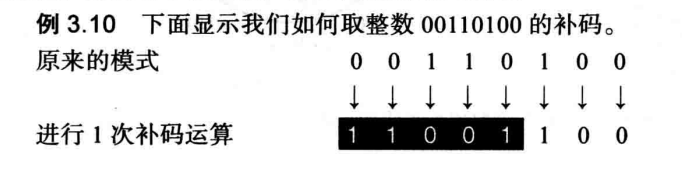 例 3.10 下面显示我们如何取整数 00110100 的补码。
原来的模式 0 0 1 1 0 1 0 0
↓ ↓ ↓ ↓ ↓ ↓ ↓ ↓
进行 1 次补码运算 1 1 0 0 1 1 0 0